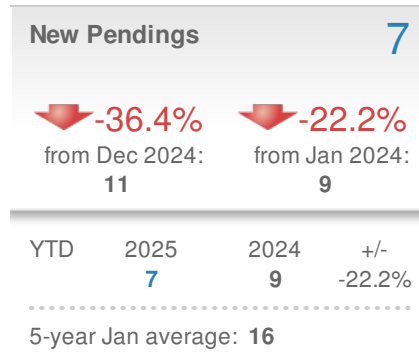 New Pendings 7
-36.4% -22.2%
from Dec 2024: from Jan 2024:
11 9
YTD 2025 2024 +/-
7 9 -22.2%
5-year Jan average: 16